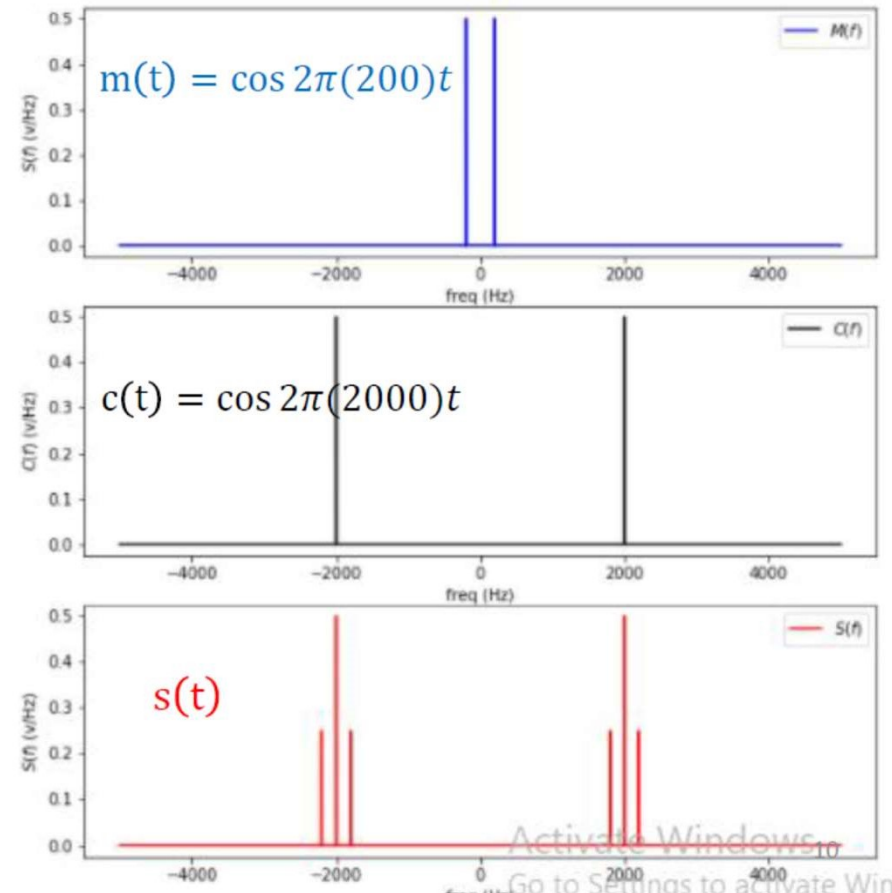 0.5
M(f)
0.4
m(t) = cos 2π(200)t
0.3
S(f) (v/Hz)
0.2
0.1
0.0
−4000 −2000 0 2000 4000
freq (Hz)
0.5
C(f)
0.4
c(t) = cos 2π(2000)t
0.3
C(f) (v/Hz)
0.2
0.1
0.0
−4000 −2000 0 2000 4000
freq (Hz)
0.5
S(f)
0.4
s(t)
0.3
S(f) (v/Hz)
0.2
0.1
Activate Windows
10
0.0
−4000 −2000 0 2000 4000
Go to Settings to activate Win